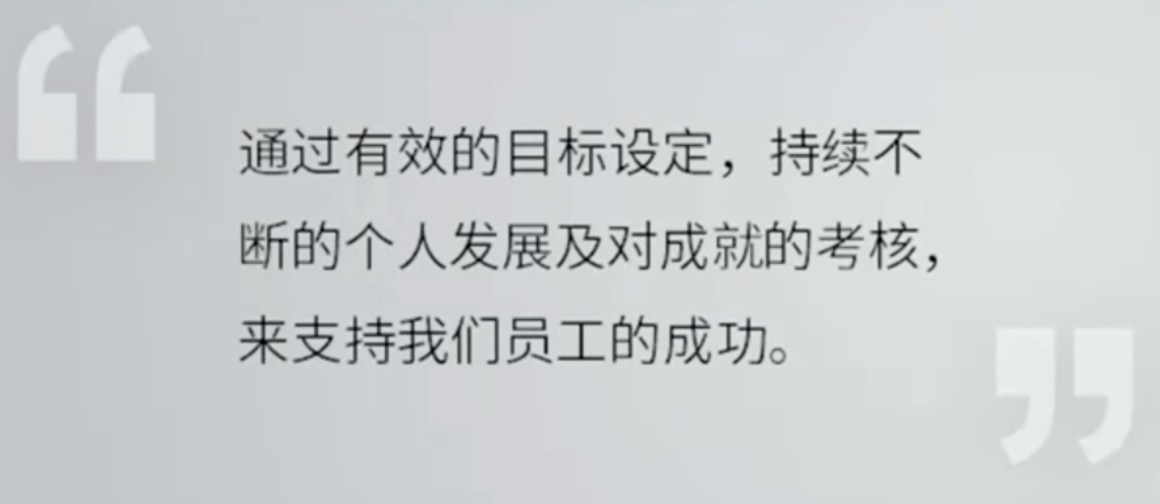 “
通过有效的目标设定，持续不
断的个人发展及对成就的考核，
来支持我们员工的成功。
”